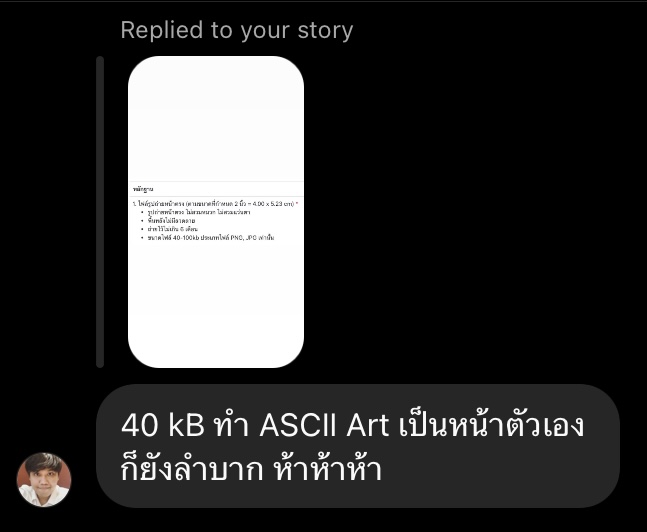 Replied to your story
หลักฐาน
1. ไฟล์รูปถ่ายหน้าตรง (ตามขนาดที่กำหนด 2 นิ้ว = 4.00 x 5.23 cm) *
• รูปถ่ายหน้าตรง ไม่สวมหมวก ไม่สวมแว่นตา
• พื้นหลังไม่มีลวดลาย
• ถ่ายไว้ไม่เกิน 6 เดือน
• ขนาดไฟล์ 40-100kb ประเภทไฟล์ PNG, JPG เท่านั้น
40 kB ทำ ASCII Art เป็นหน้าตัวเอง
ก็ยังลำบาก ห้าห้าห้า